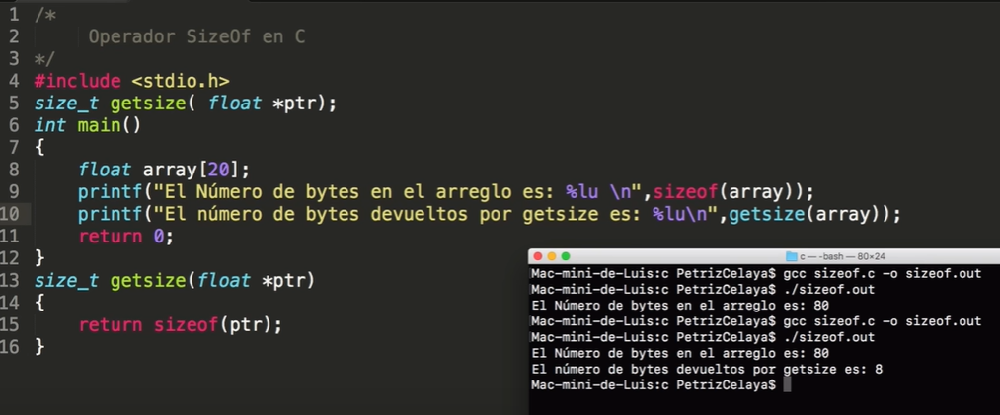 1 /*
2 Operador SizeOf en C
3 */
4 #include <stdio.h>
5 size_t getsize( float *ptr);
6 int main()
7 {
8 float array[20];
9 printf("El Número de bytes en el arreglo es: %lu \n",sizeof(array));
10 printf("El número de bytes devueltos por getsize es: %lu\n",getsize(array));
11 return 0;
12 }
13 size_t getsize(float *ptr)
14 {
15 return sizeof(ptr);
16 }
c — -bash — 80×24
Mac-mini-de-Luis:c PetrizCelaya$ gcc sizeof.c -o sizeof.out
Mac-mini-de-Luis:c PetrizCelaya$ ./sizeof.out
El Número de bytes en el arreglo es: 80
Mac-mini-de-Luis:c PetrizCelaya$ gcc sizeof.c -o sizeof.out
Mac-mini-de-Luis:c PetrizCelaya$ ./sizeof.out
El Número de bytes en el arreglo es: 80
El número de bytes devueltos por getsize es: 8
Mac-mini-de-Luis:c PetrizCelaya$